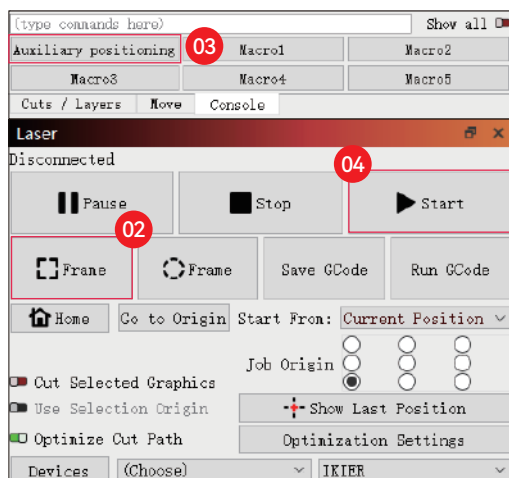 (type commands here) Show all
Auxiliary positioning 03 Macro1 Macro2
Macro3 Macro4 Macro5
Cuts / Layers Move Console
Laser
Disconnected
04
Pause Stop Start
02
Frame Frame Save GCode Run GCode
Home Go to Origin Start From: Current Position
Job Origin
Cut Selected Graphics
Use Selection Origin Show Last Position
Optimize Cut Path Optimization Settings
Devices (Choose) IKIER